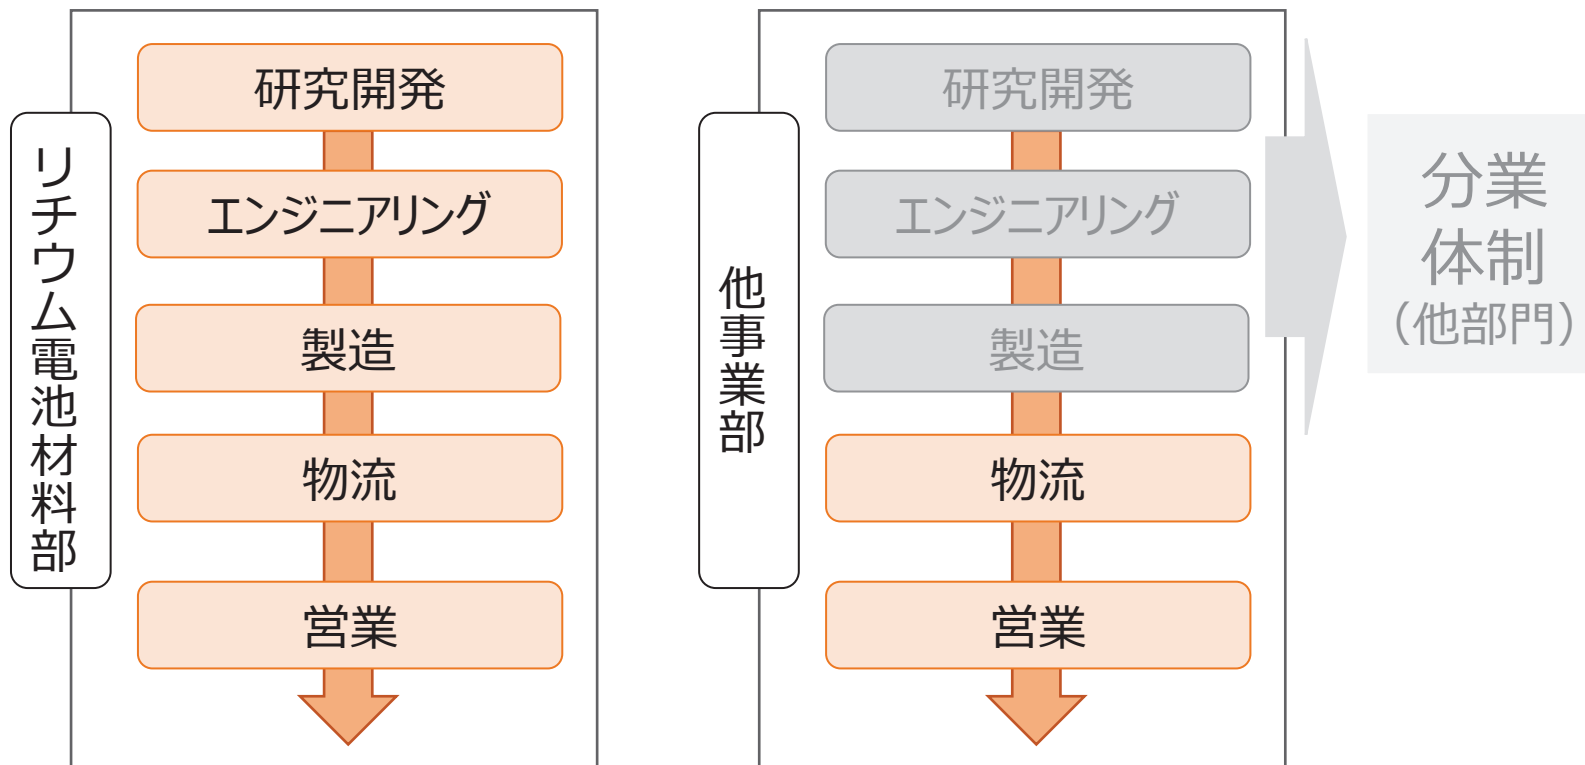 リチウム電池材料部
研究開発
エンジニアリング
製造
物流
営業
他事業部
研究開発
エンジニアリング
製造
物流
営業
分業
体制
(他部門)